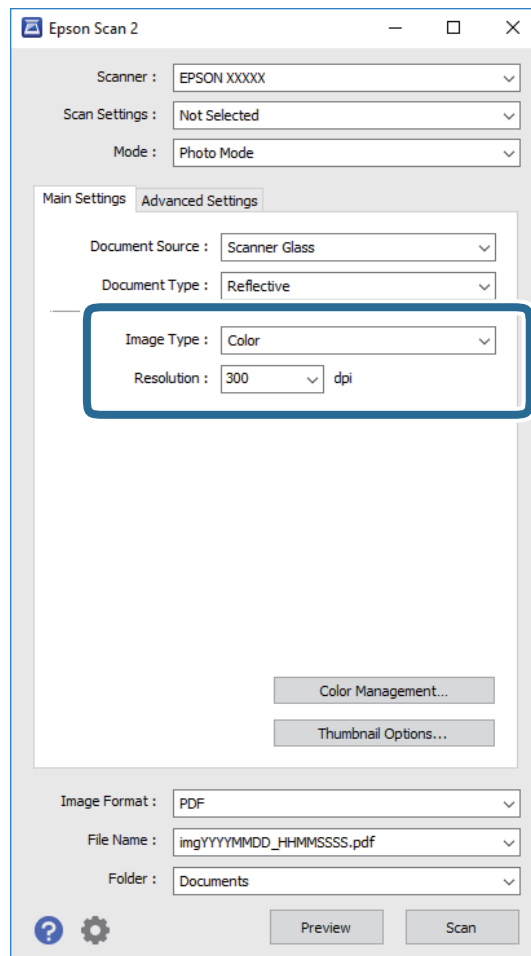 Epson Scan 2
Scanner : EPSON XXXXX
Scan Settings : Not Selected
Mode : Photo Mode
Main Settings Advanced Settings
Document Source : Scanner Glass
Document Type : Reflective
Image Type : Color
Resolution : 300 dpi
Color Management...
Thumbnail Options...
Image Format : PDF
File Name : imgYYYYMMDD_HHMMSSSS.pdf
Folder : Documents
? Preview Scan